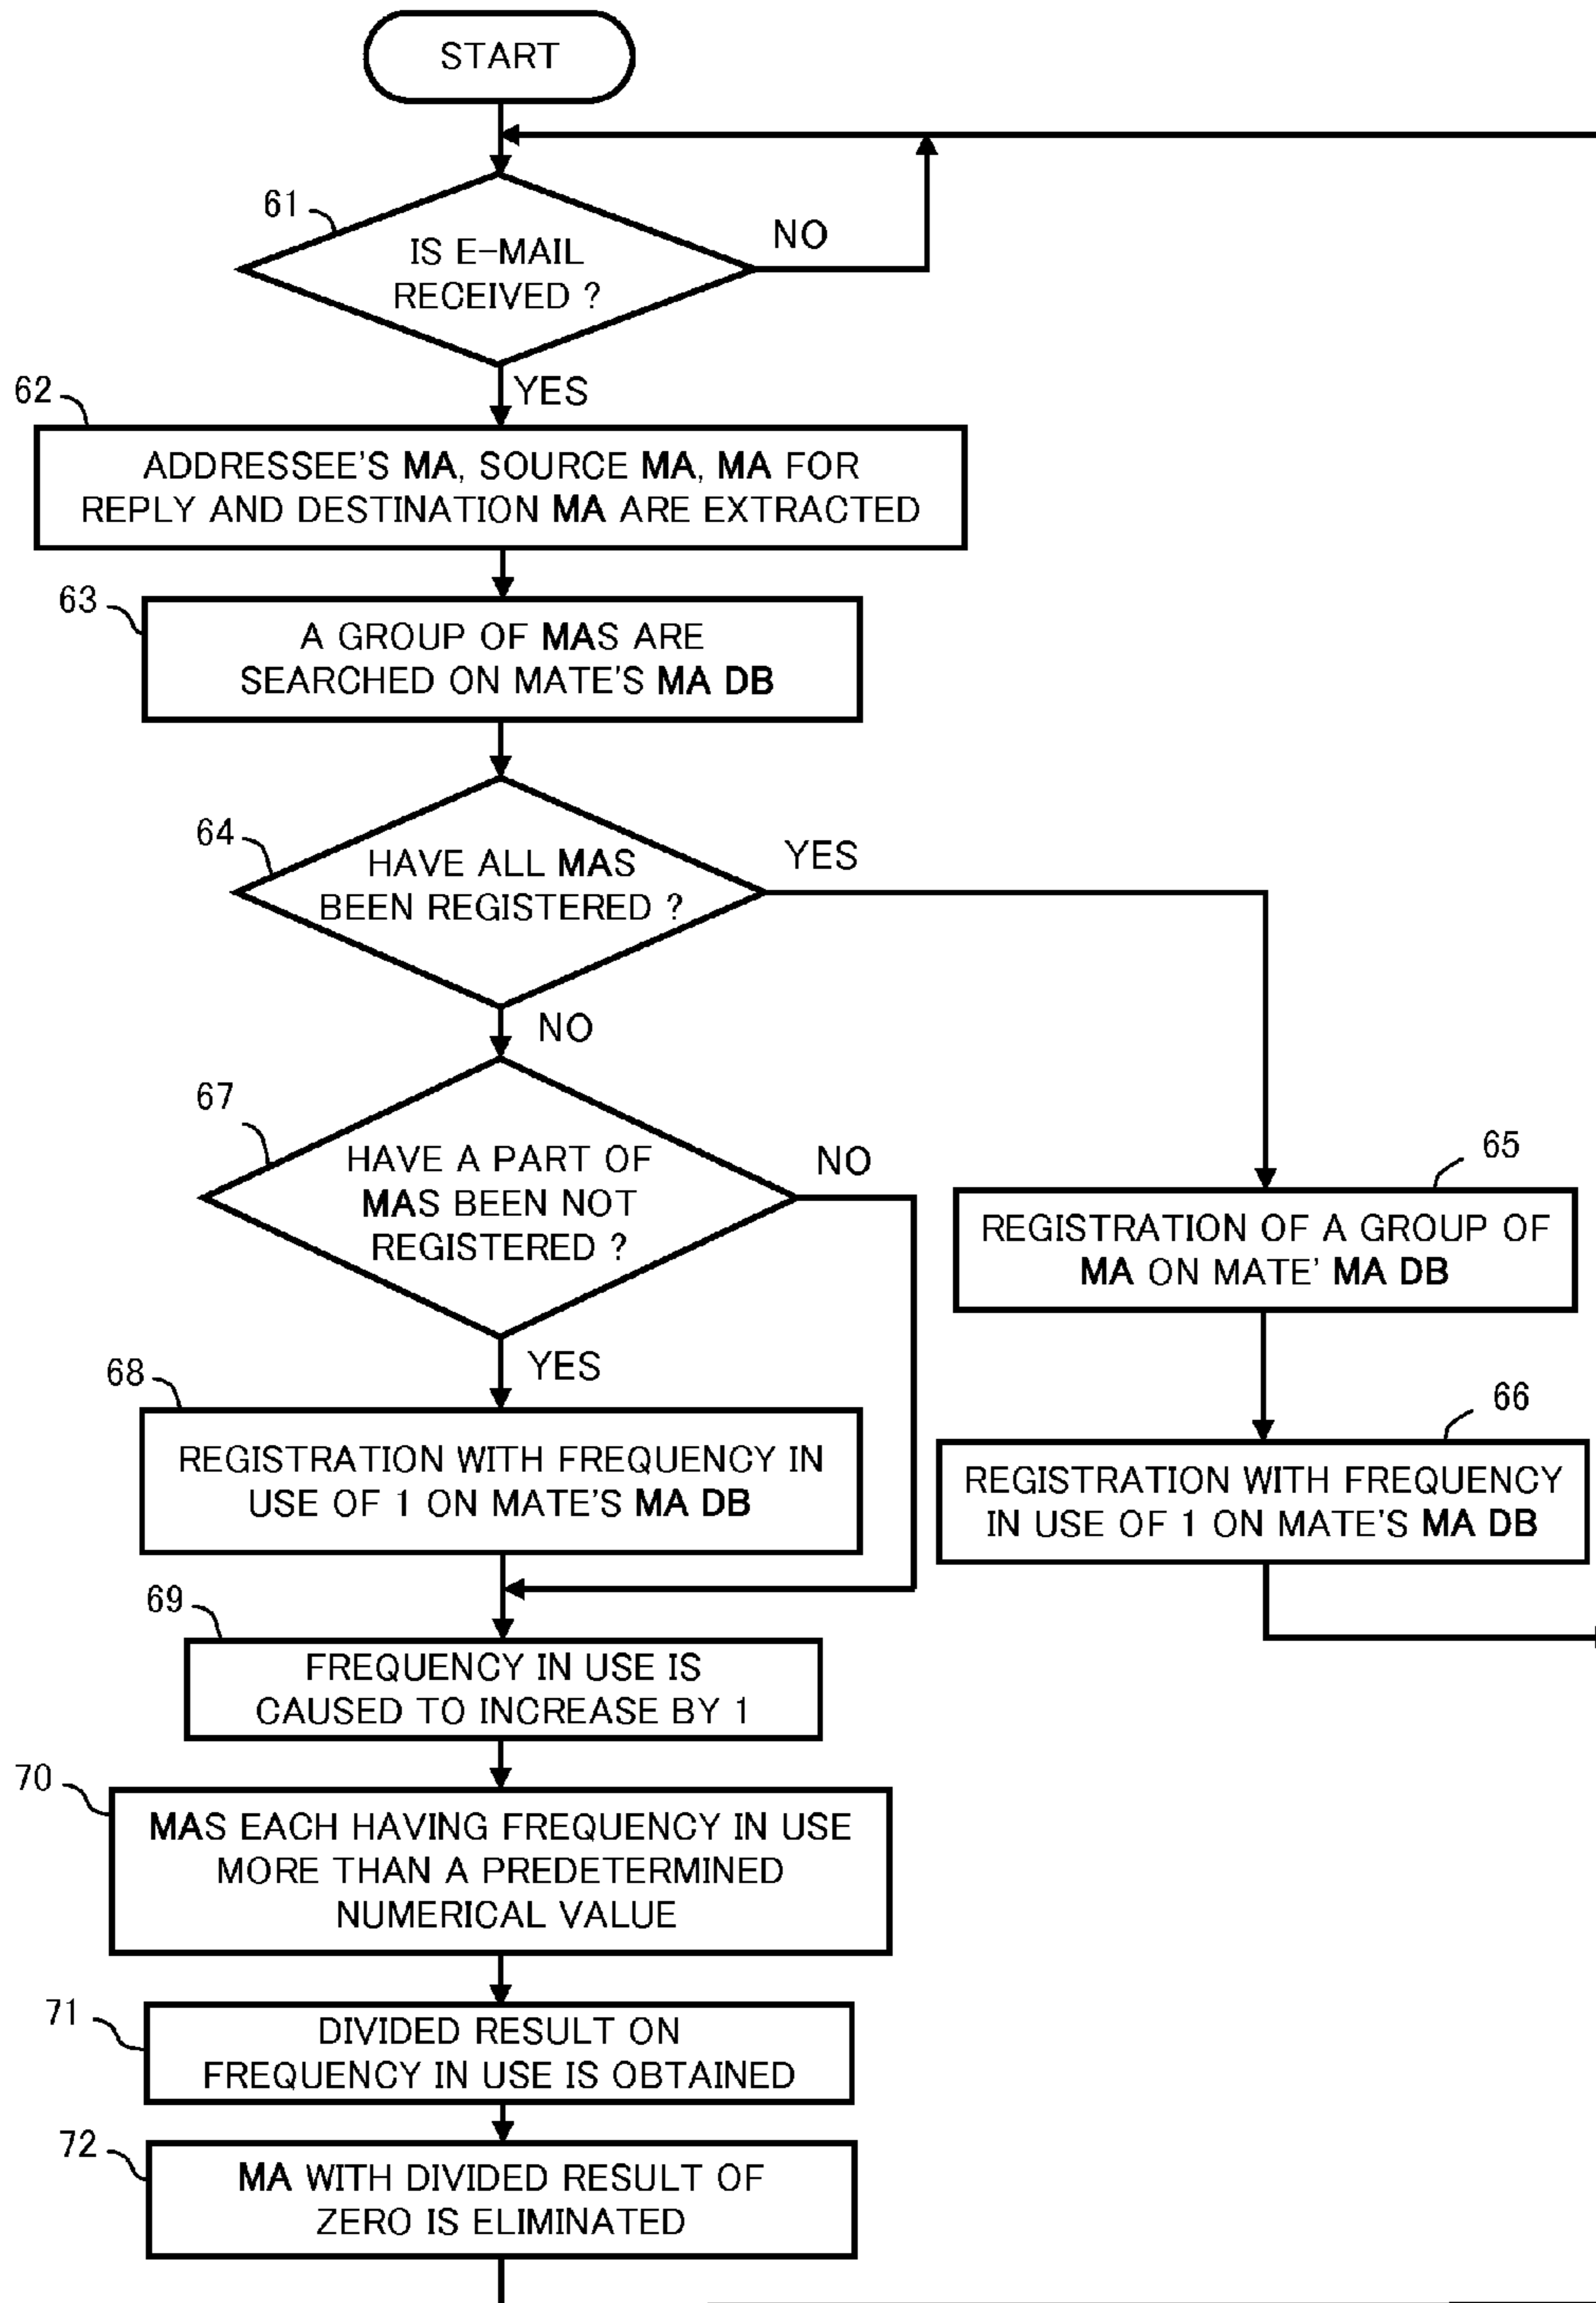 START
61
IS E-MAIL
RECEIVED ?
NO
YES
62
ADDRESSEE'S MA, SOURCE MA, MA FOR
REPLY AND DESTINATION MA ARE EXTRACTED
63
A GROUP OF MAS ARE
SEARCHED ON MATE'S MA DB
64
HAVE ALL MAS
BEEN REGISTERED ?
YES
NO
67
HAVE A PART OF
MAS BEEN NOT
REGISTERED ?
NO
YES
65
REGISTRATION OF A GROUP OF
MA ON MATE' MA DB
66
REGISTRATION WITH FREQUENCY
IN USE OF 1 ON MATE'S MA DB
68
REGISTRATION WITH FREQUENCY IN
USE OF 1 ON MATE'S MA DB
69
FREQUENCY IN USE IS
CAUSED TO INCREASE BY 1
70
MAS EACH HAVING FREQUENCY IN USE
MORE THAN A PREDETERMINED
NUMERICAL VALUE
71
DIVIDED RESULT ON
FREQUENCY IN USE IS OBTAINED
72
MA WITH DIVIDED RESULT OF
ZERO IS ELIMINATED